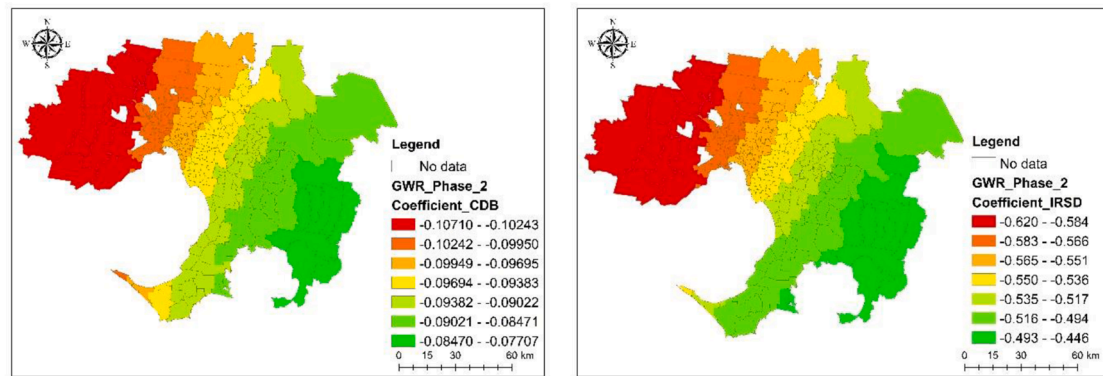 N
W E
S
Legend
No data
GWR_Phase_2
Coefficient_CDB
-0.10710 - -0.10243
-0.10242 - -0.09950
-0.09949 - -0.09695
-0.09694 - -0.09383
-0.09382 - -0.09022
-0.09021 - -0.08471
-0.08470 - -0.07707
0 15 30 60 km
N
W E
S
Legend
No data
GWR_Phase_2
Coefficient_IRSD
-0.620 - -0.584
-0.583 - -0.566
-0.565 - -0.551
-0.550 - -0.536
-0.535 - -0.517
-0.516 - -0.494
-0.493 - -0.446
0 15 30 60 km